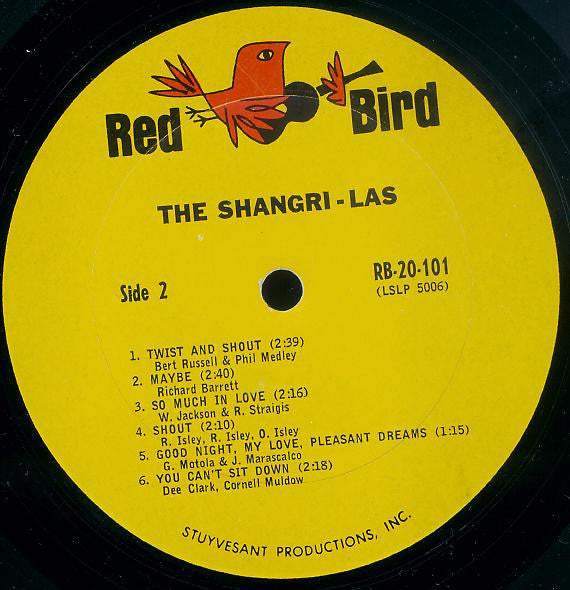 Red Bird
THE SHANGRI-LAS
Side 2
RB-20-101
(LSLP 5006)
1. TWIST AND SHOUT (2:39)
Bert Russell & Phil Medley
2. MAYBE (2:40)
Richard Barrett
3. SO MUCH IN LOVE (2:16)
W. Jackson & R. Straigis
4. SHOUT (2:10)
R. Isley, R. Isley, O. Isley
5. GOOD NIGHT, MY LOVE, PLEASANT DREAMS (1:15)
G. Motola & J. Marascalco
6. YOU CAN'T SIT DOWN (2:18)
Dee Clark, Cornell Muldow
STUYVESANT PRODUCTIONS, INC.